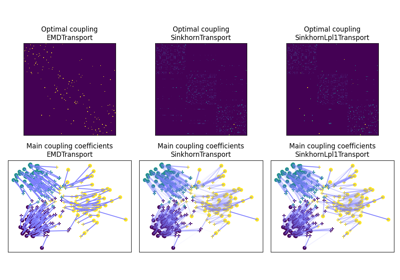 Optimal coupling
EMDTransport
Optimal coupling
SinkhornTransport
Optimal coupling
SinkhornLpl1Transport
Main coupling coefficients
EMDTransport
Main coupling coefficients
SinkhornTransport
Main coupling coefficients
SinkhornLpl1Transport